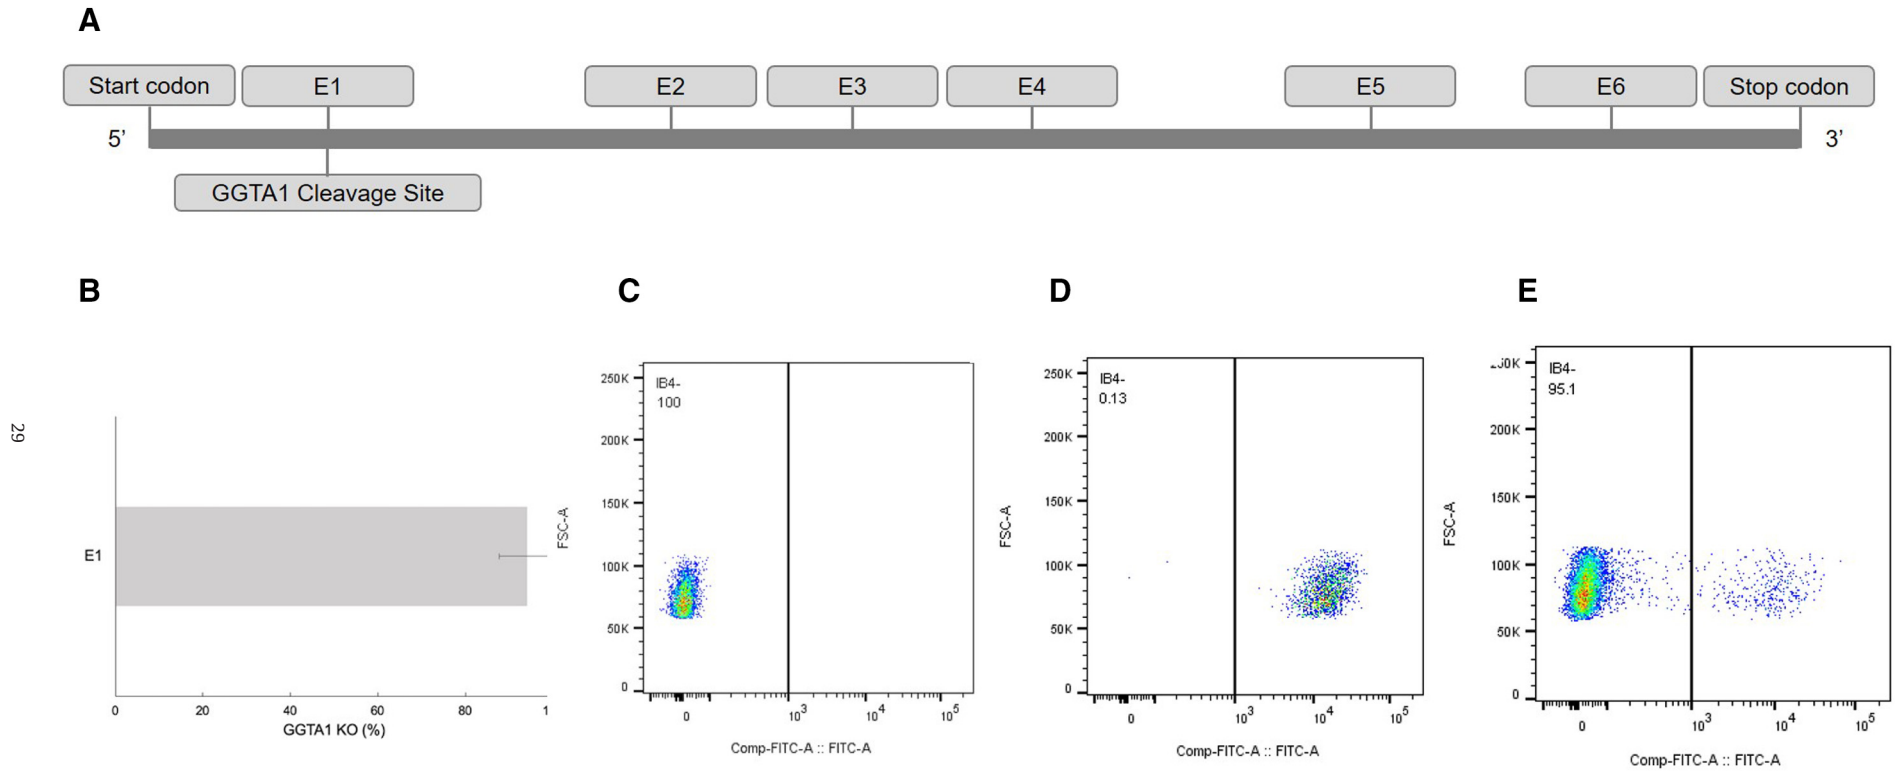 A
Start codon
E1
E2
E3
E4
E5
E6
Stop codon
5’
3’
GGTA1 Cleavage Site
29
B
E1
0
20
40
60
80
1
GGTA1 KO (%)
C
FSC-A
250K
200K
150K
100K
50K
0
IB4-
100
0
10³
10⁴
10⁵
Comp-FITC-A :: FITC-A
D
FSC-A
250K
200K
150K
100K
50K
0
IB4-
0.13
0
10³
10⁴
10⁵
Comp-FITC-A :: FITC-A
E
FSC-A
50K
200K
150K
100K
50K
0
IB4-
95.1
0
10³
10⁴
10⁵
Comp-FITC-A :: FITC-A